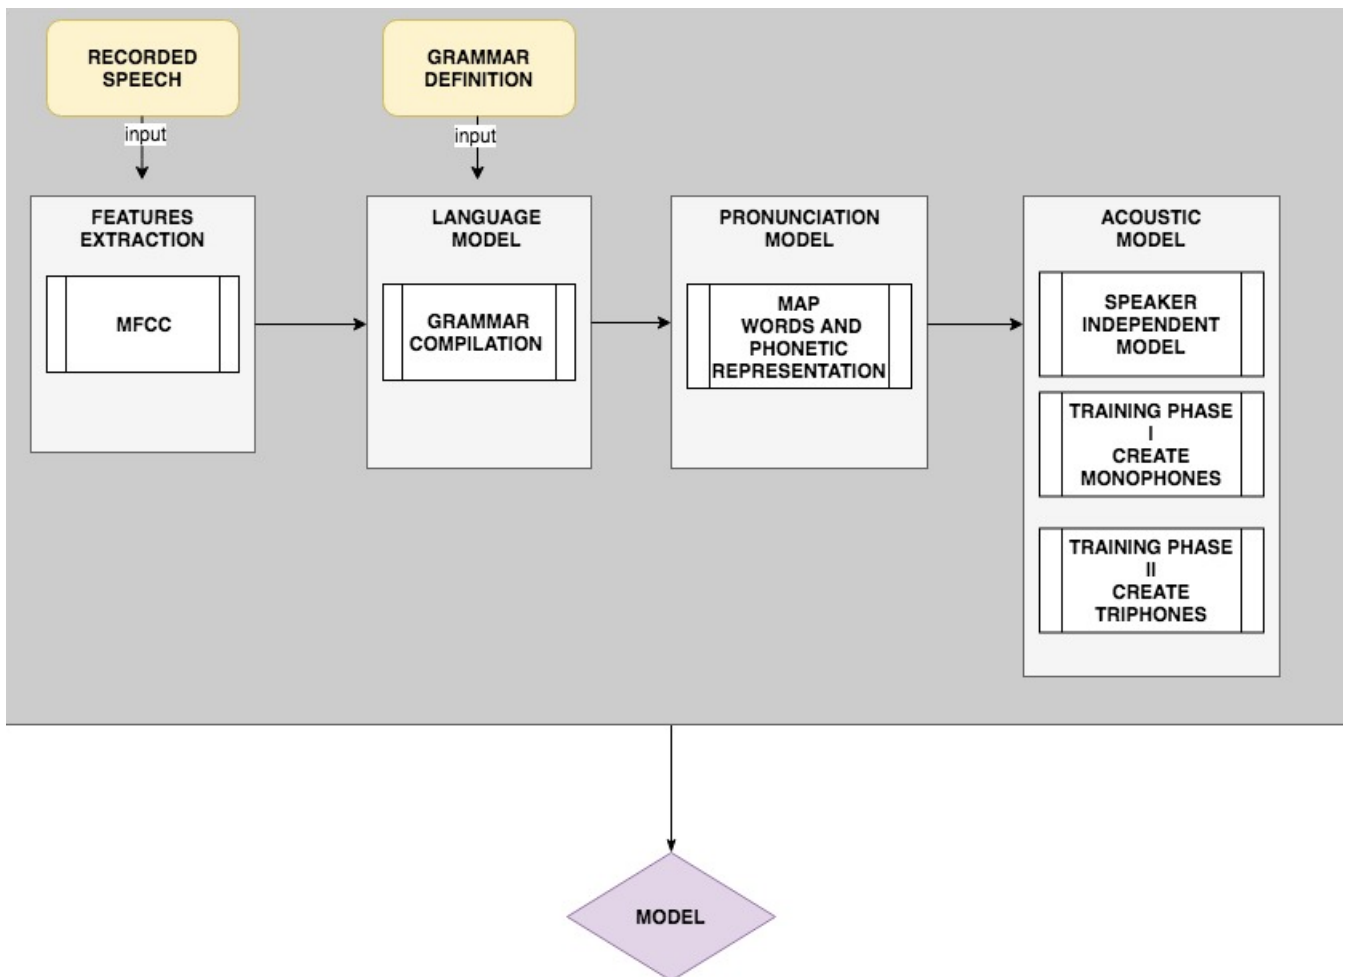 RECORDED
SPEECH
GRAMMAR
DEFINITION
input
input
FEATURES
EXTRACTION
MFCC
LANGUAGE
MODEL
GRAMMAR
COMPILATION
PRONUNCIATION
MODEL
MAP
WORDS AND
PHONETIC
REPRESENTATION
ACOUSTIC
MODEL
SPEAKER
INDEPENDENT
MODEL
TRAINING PHASE
I
CREATE
MONOPHONES
TRAINING PHASE
II
CREATE
TRIPHONES
MODEL